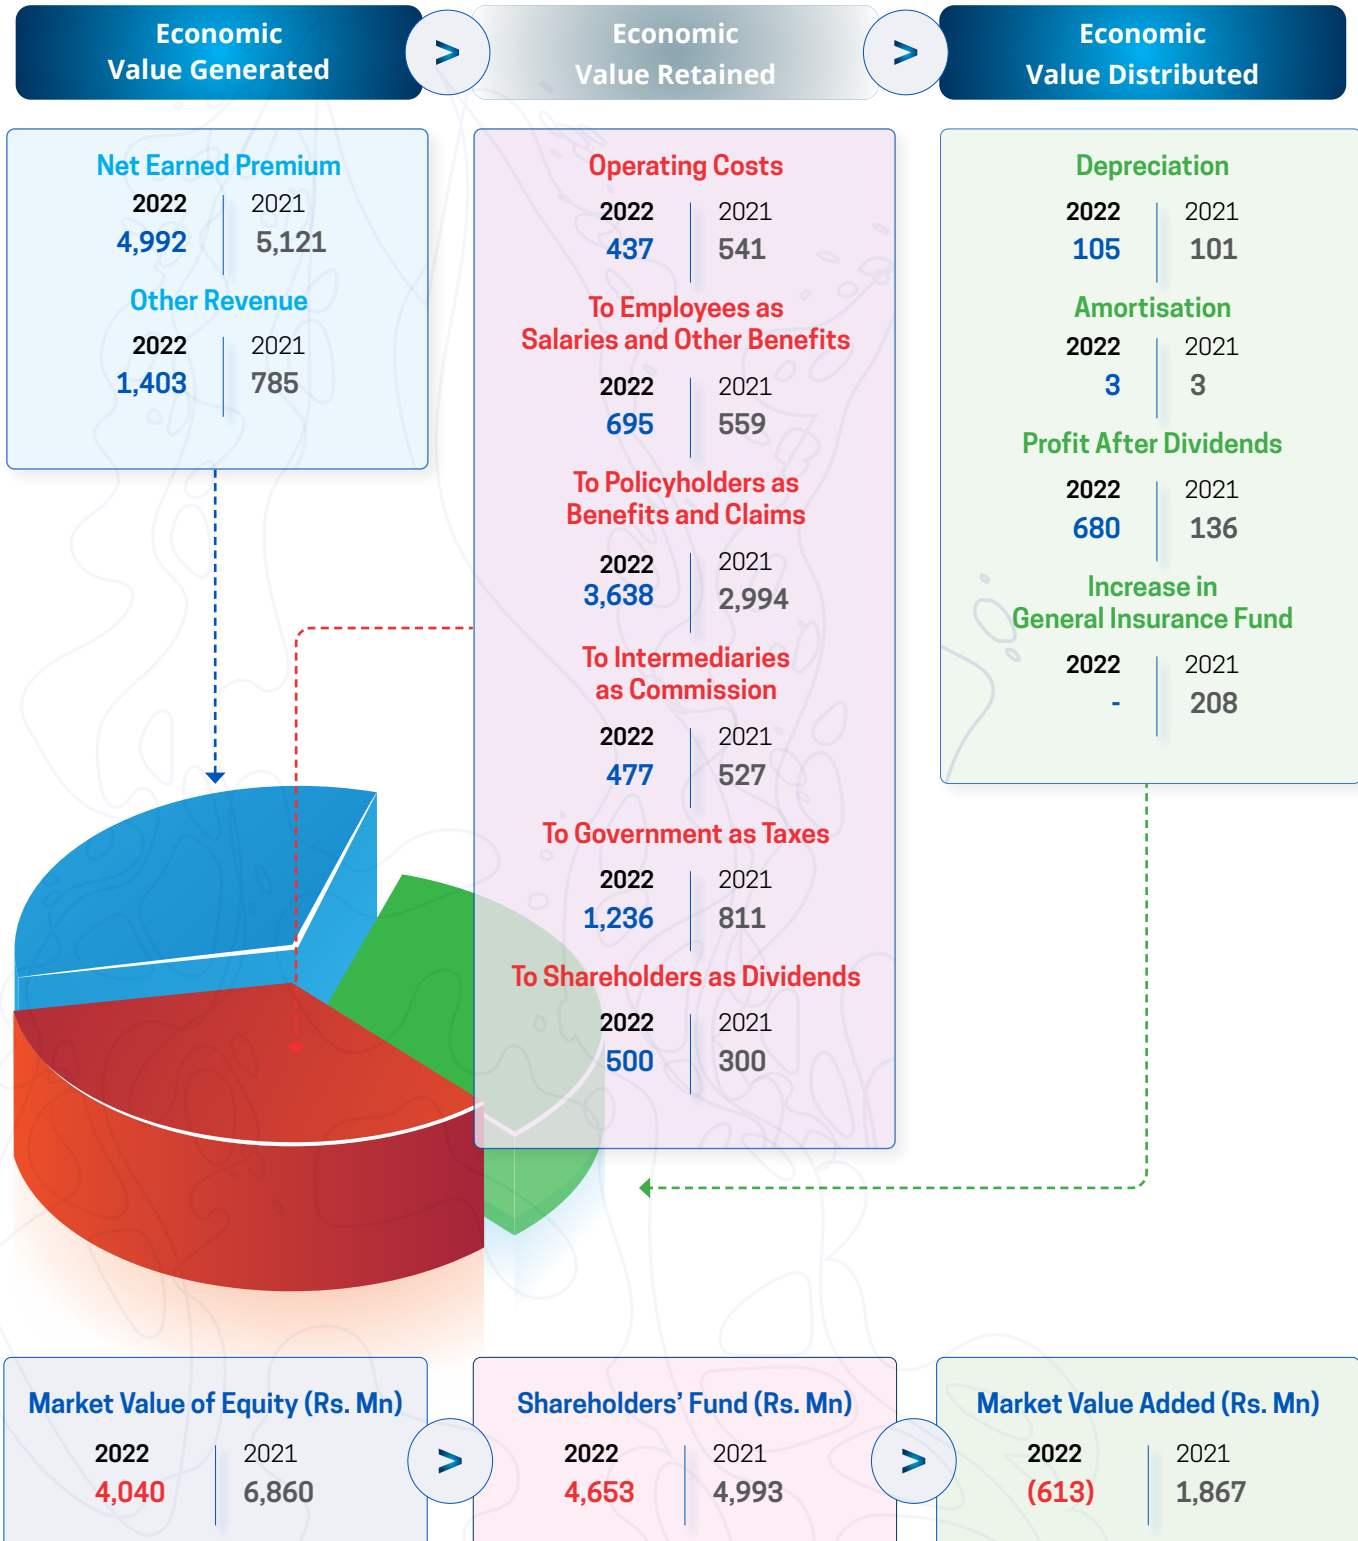 Economic
Value Generated
>
Economic
Value Retained
>
Economic
Value Distributed
Net Earned Premium
2022 2021
4,992 5,121
Other Revenue
2022 2021
1,403 785
Operating Costs
2022 2021
437 541
To Employees as
Salaries and Other Benefits
2022 2021
695 559
To Policyholders as
Benefits and Claims
2022 2021
3,638 2,994
To Intermediaries
as Commission
2022 2021
477 527
To Government as Taxes
2022 2021
1,236 811
To Shareholders as Dividends
2022 2021
500 300
Depreciation
2022 2021
105 101
Amortisation
2022 2021
3 3
Profit After Dividends
2022 2021
680 136
Increase in
General Insurance Fund
2022 2021
- 208
Market Value of Equity (Rs. Mn)
2022 2021
4,040 6,860
>
Shareholders’ Fund (Rs. Mn)
2022 2021
4,653 4,993
>
Market Value Added (Rs. Mn)
2022 2021
(613) 1,867